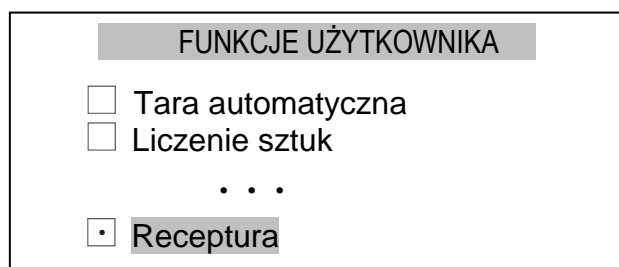 FUNKCJE UŻYTKOWNIKA
Tara automatyczna
Liczenie sztuk
. . .
Receptura